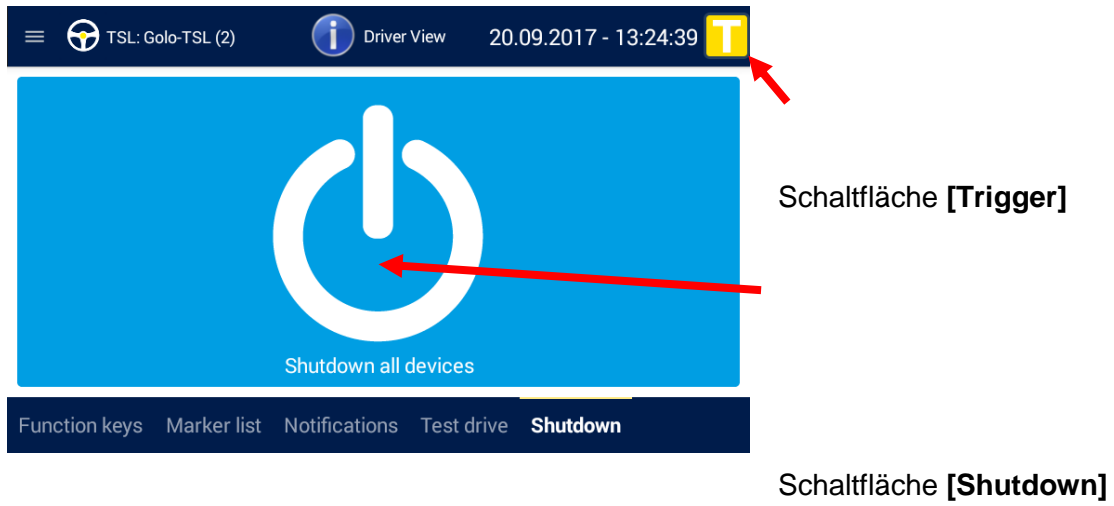 TSL: Golo-TSL (2) Driver View 20.09.2017 - 13:24:39 T
Schaltfläche [Trigger]
Shutdown all devices
Function keys Marker list Notifications Test drive Shutdown
Schaltfläche [Shutdown]